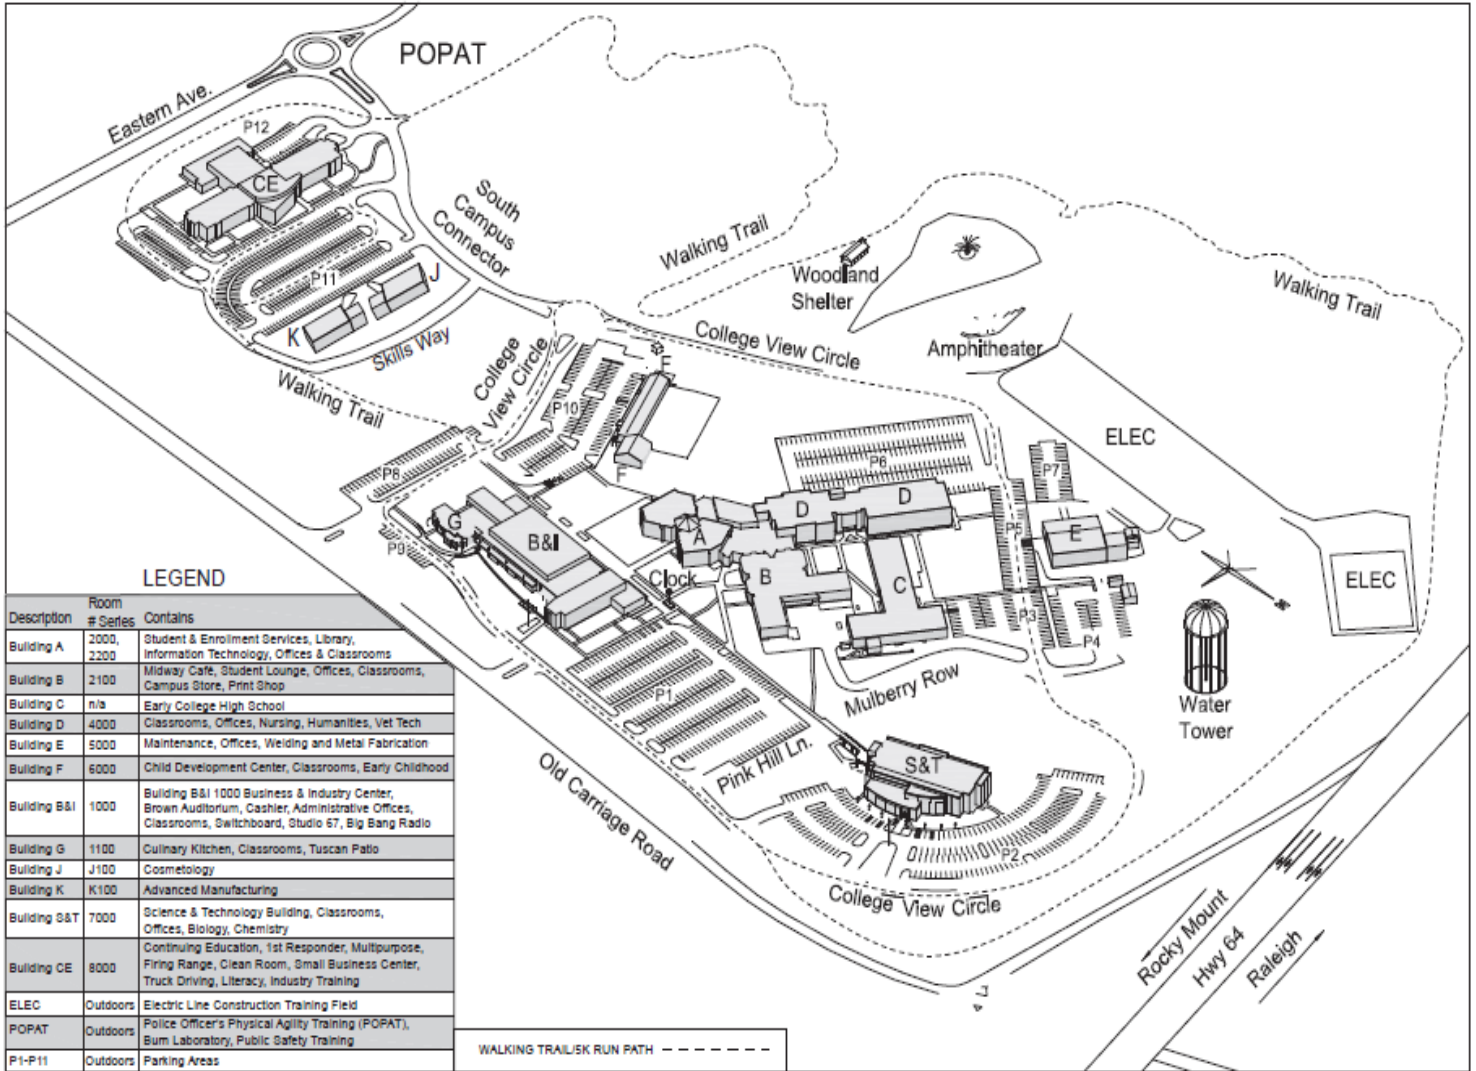 POPAT
Eastern Ave.
P12
CE
South
Campus
Connector
Walking Trail
Woodland
Shelter
Walking Trail
P11
J
K
Skills Way
College
View Circle
College View Circle
Amphitheater
Walking Trail
F
P10
F
ELEC
P8
P6
P7
G
B&I
P9
A
D
D
P5
E
Clock
B
C
ELEC
P3
P4
P1
Mulberry Row
Water
Tower
Pink Hill Ln.
S&T
Old Carriage Road
P2
College View Circle
Rocky Mount
Hwy 64
Raleigh
N
LEGEND
Description Room # Series Contains
Building A 2000, 2200 Student & Enrollment Services, Library,
Information Technology, Offices & Classrooms
Building B 2100 Midway Café, Student Lounge, Offices, Classrooms,
Campus Store, Print Shop
Building C n/a Early College High School
Building D 4000 Classrooms, Offices, Nursing, Humanities, Vet Tech
Building E 5000 Maintenance, Offices, Welding and Metal Fabrication
Building F 6000 Child Development Center, Classrooms, Early Childhood
Building B&I 1000 Building B&I 1000 Business & Industry Center,
Brown Auditorium, Cashier, Administrative Offices,
Classrooms, Switchboard, Studio 67, Big Bang Radio
Building G 1100 Culinary Kitchen, Classrooms, Tuscan Patio
Building J J100 Cosmetology
Building K K100 Advanced Manufacturing
Building S&T 7000 Science & Technology Building, Classrooms,
Offices, Biology, Chemistry
Building CE 8000 Continuing Education, 1st Responder, Multipurpose,
Firing Range, Clean Room, Small Business Center,
Truck Driving, Literacy, Industry Training
ELEC Outdoors Electric Line Construction Training Field
POPAT Outdoors Police Officer's Physical Agility Training (POPAT),
Burn Laboratory, Public Safety Training
P1-P11 Outdoors Parking Areas
WALKING TRAIL/5K RUN PATH